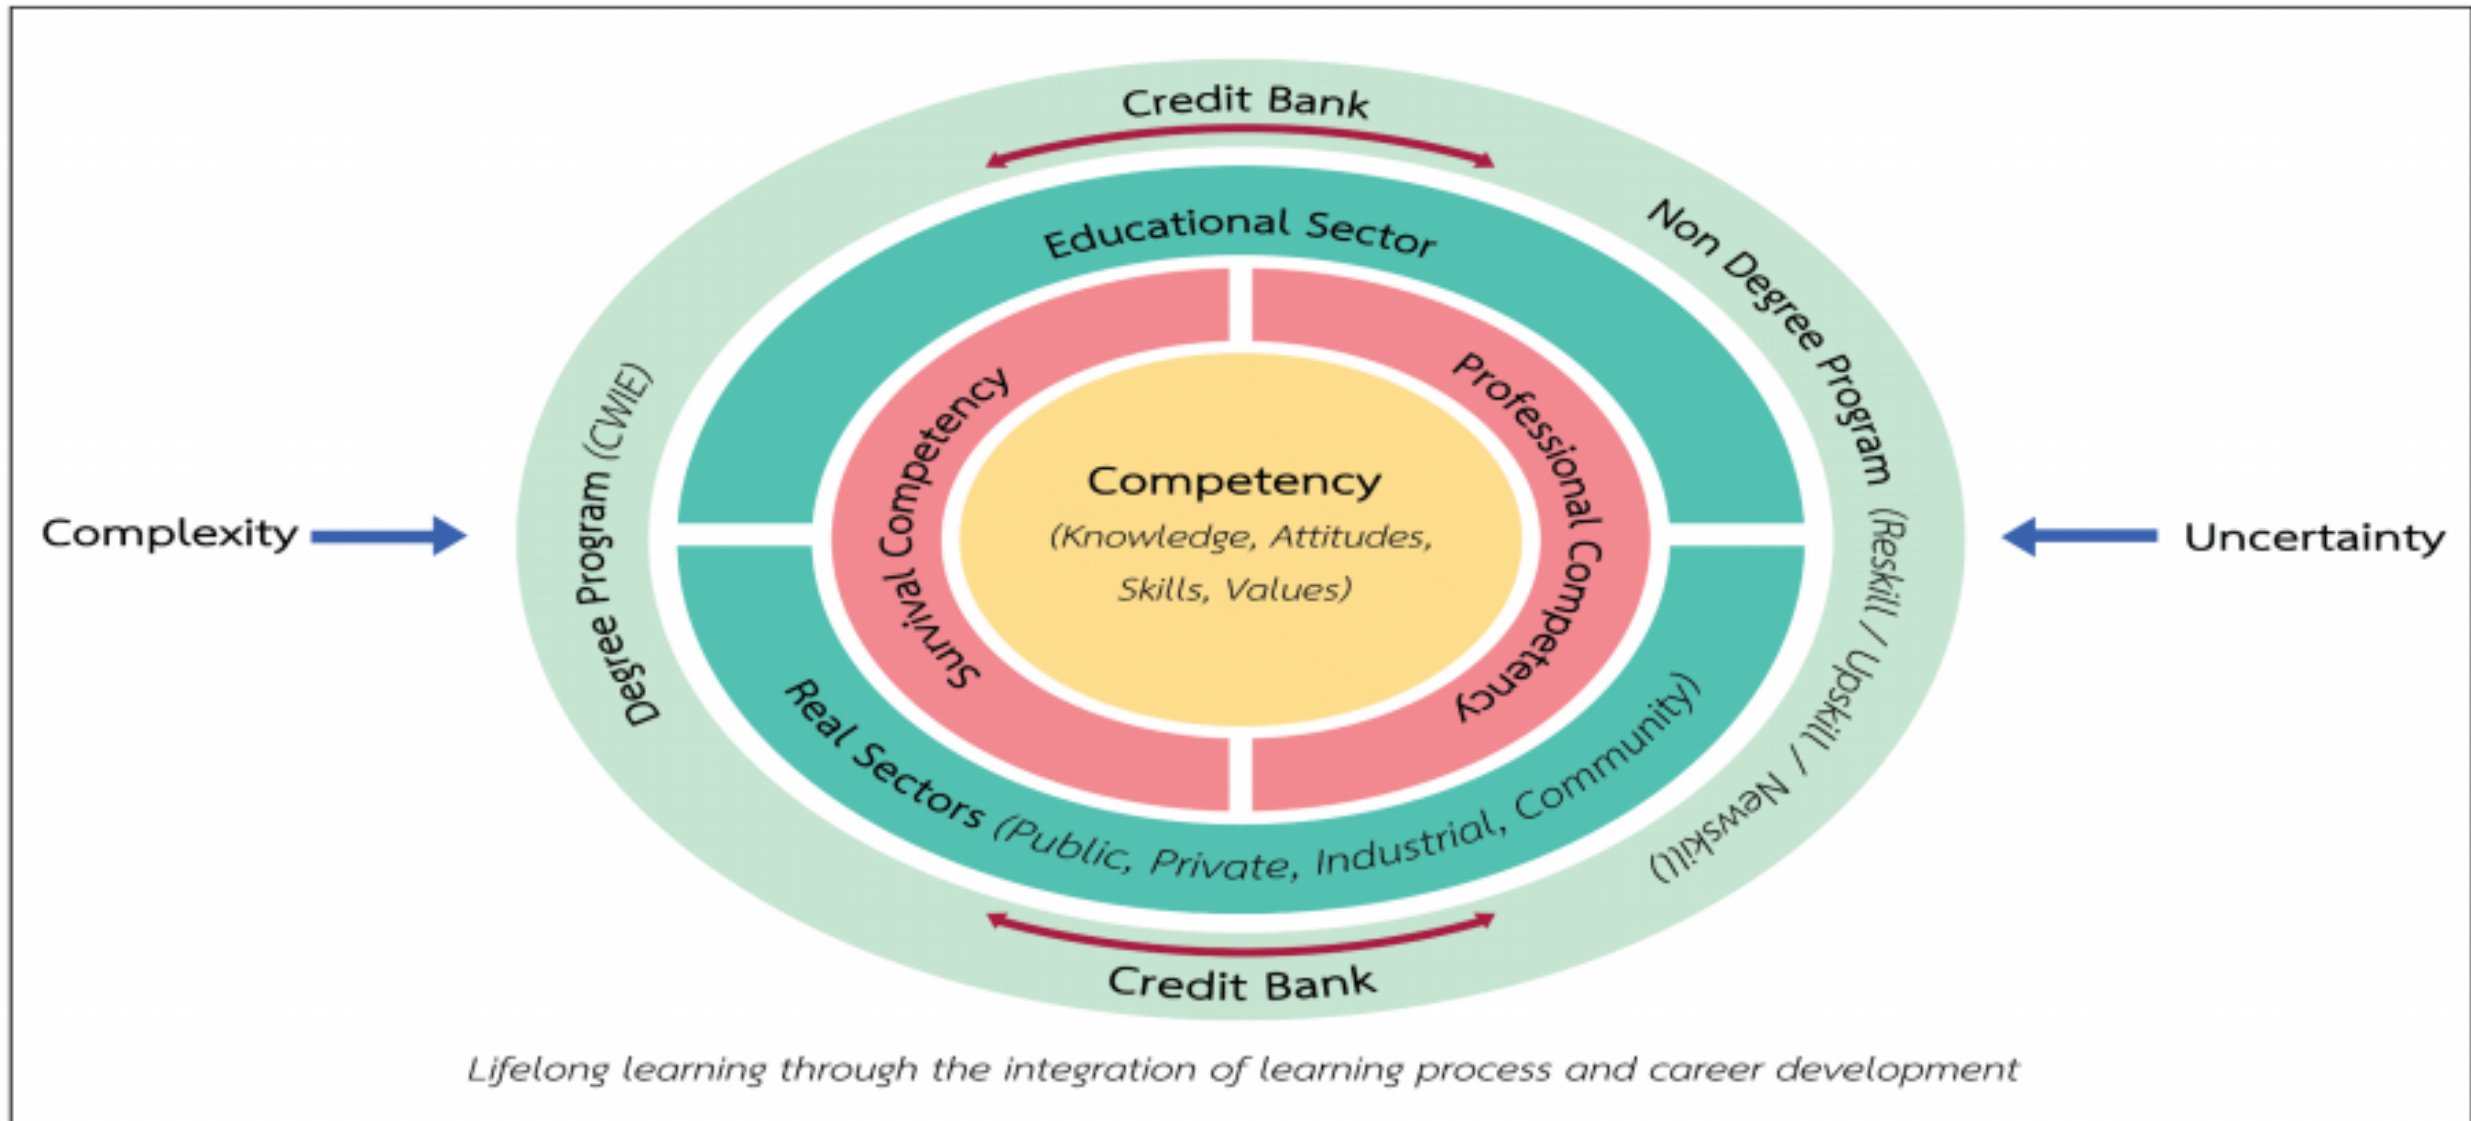 Credit Bank
Educational Sector
Non Degree Program (Reskill / Upskill / Newskill)
Degree Program (CWIE)
Survival Competency
Professional Competency
Competency
(Knowledge, Attitudes,
Skills, Values)
Complexity
Uncertainty
Real Sectors (Public, Private, Industrial, Community)
Credit Bank
Lifelong learning through the integration of learning process and career development